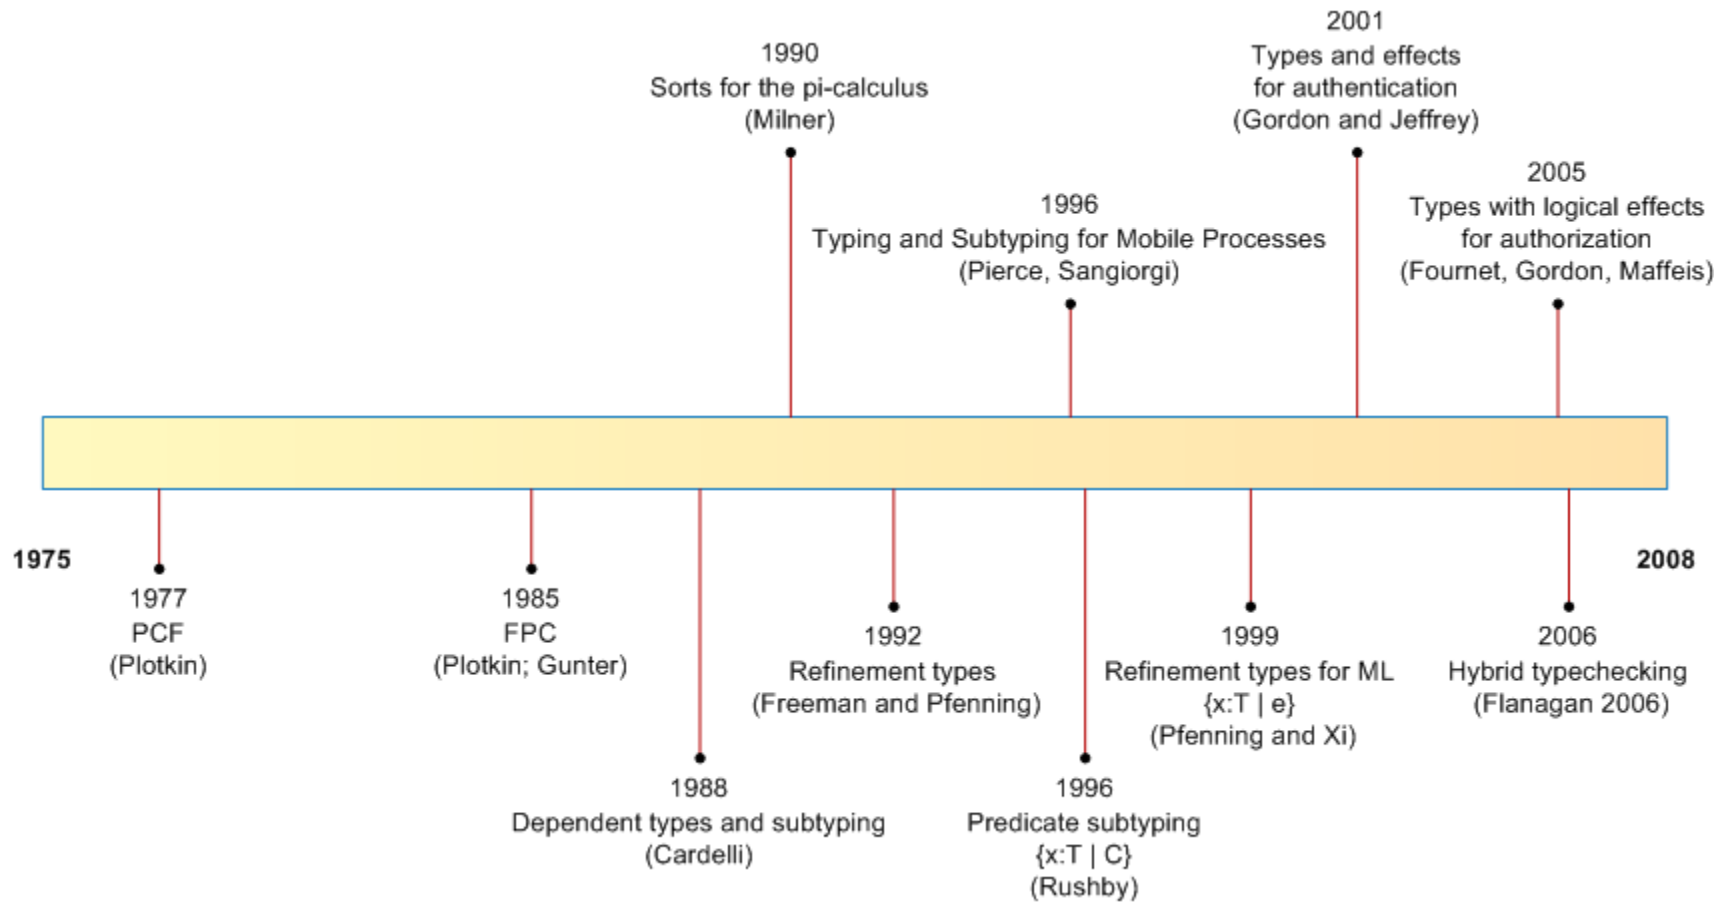 2001
Types and effects
for authentication
(Gordon and Jeffrey)
1990
Sorts for the pi-calculus
(Milner)
2005
Types with logical effects
for authorization
(Fournet, Gordon, Maffeis)
1996
Typing and Subtyping for Mobile Processes
(Pierce, Sangiorgi)
1975
2008
1977
PCF
(Plotkin)
1985
FPC
(Plotkin; Gunter)
1992
Refinement types
(Freeman and Pfenning)
1999
Refinement types for ML
{x:T | e}
(Pfenning and Xi)
2006
Hybrid typechecking
(Flanagan 2006)
1988
Dependent types and subtyping
(Cardelli)
1996
Predicate subtyping
{x:T | C}
(Rushby)